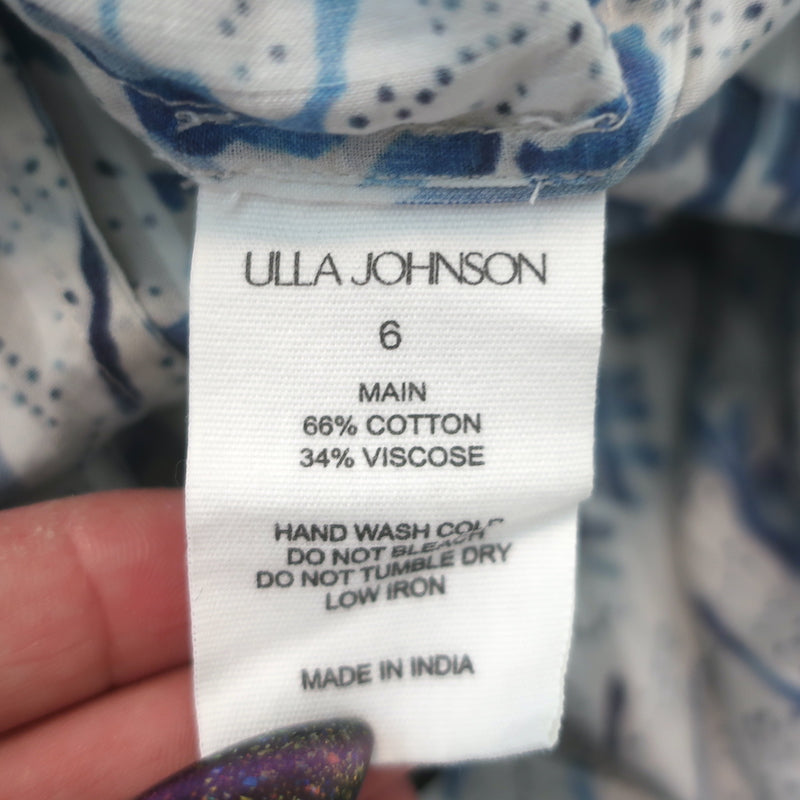 ULLA JOHNSON
6
MAIN
66% COTTON
34% VISCOSE
HAND WASH COLD
DO NOT BLEACH
DO NOT TUMBLE DRY
LOW IRON
MADE IN INDIA